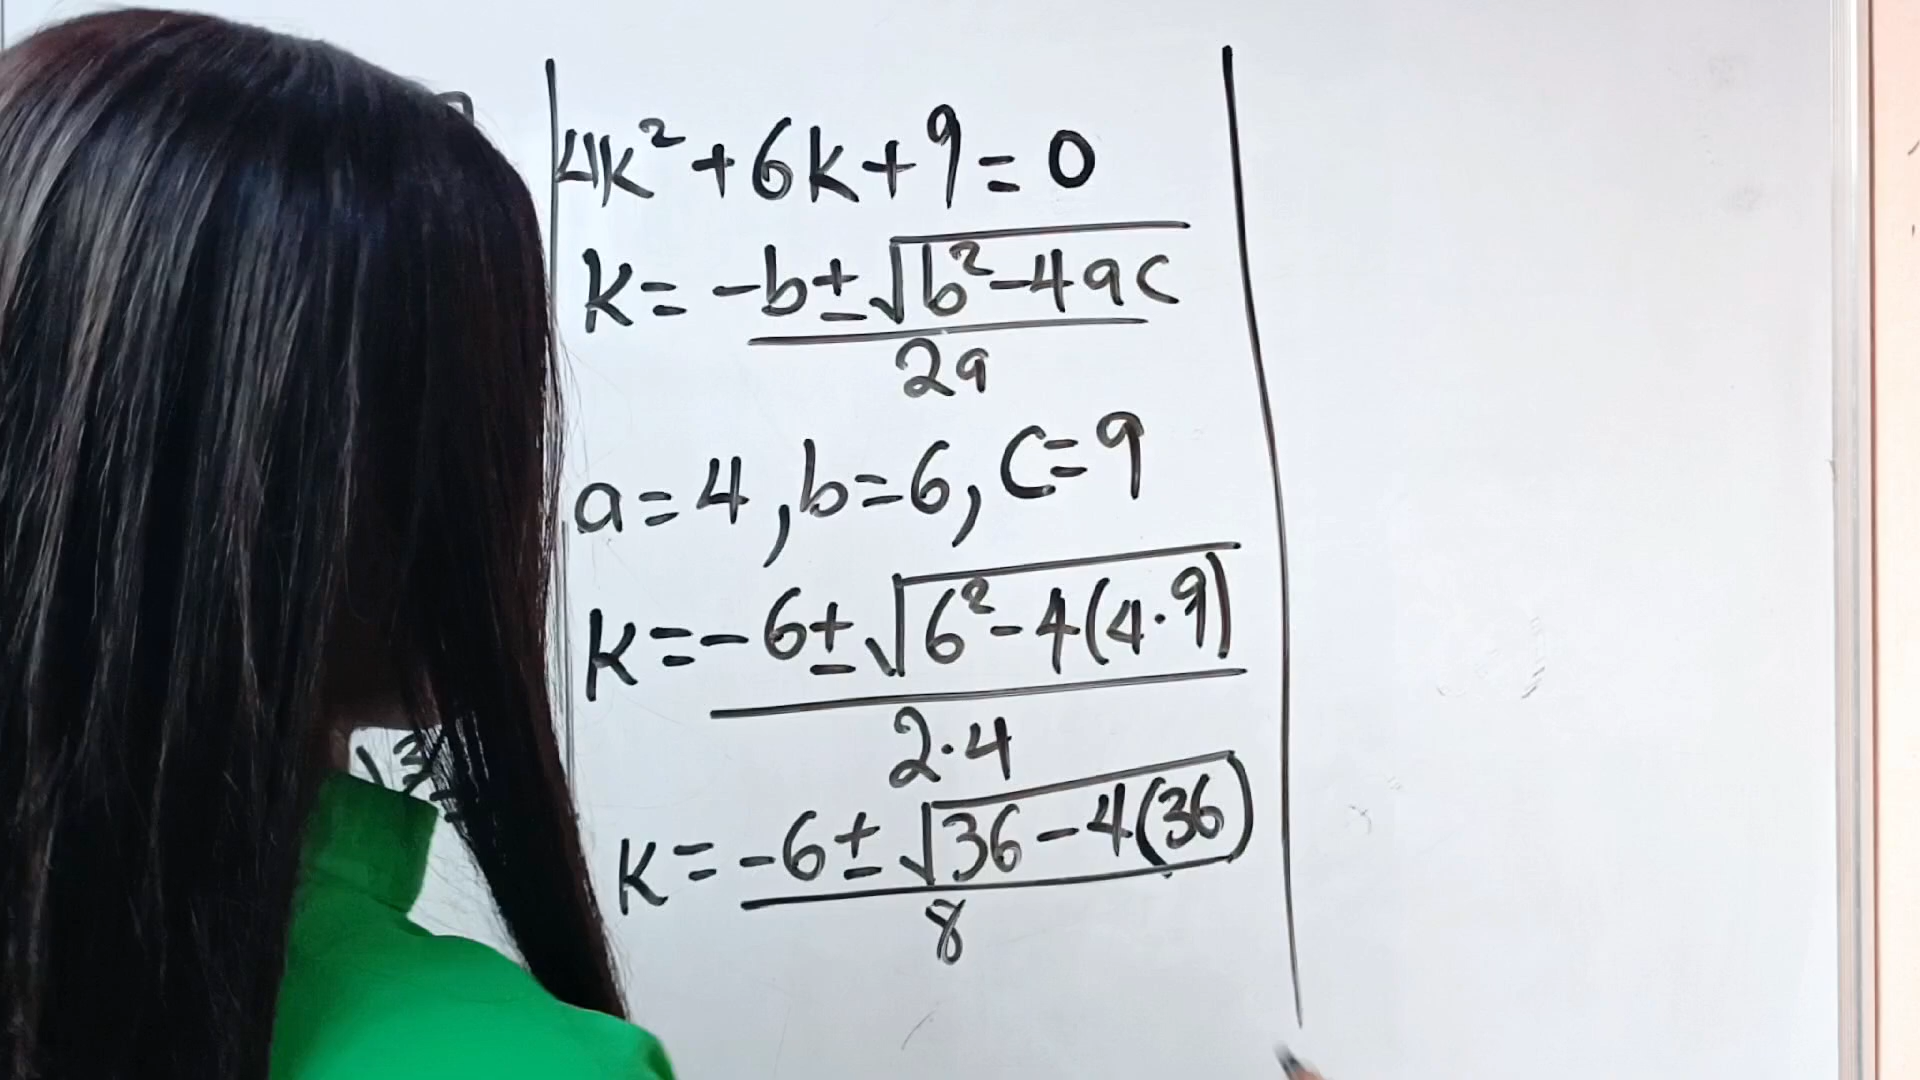 4k² + 6k + 9 = 0
k = -b ± √b² - 4ac
2a
a = 4, b = 6, c = 9
k = -6 ± √6² - 4(4·9)
2·4
k = -6 ± √36 - 4(36)
8